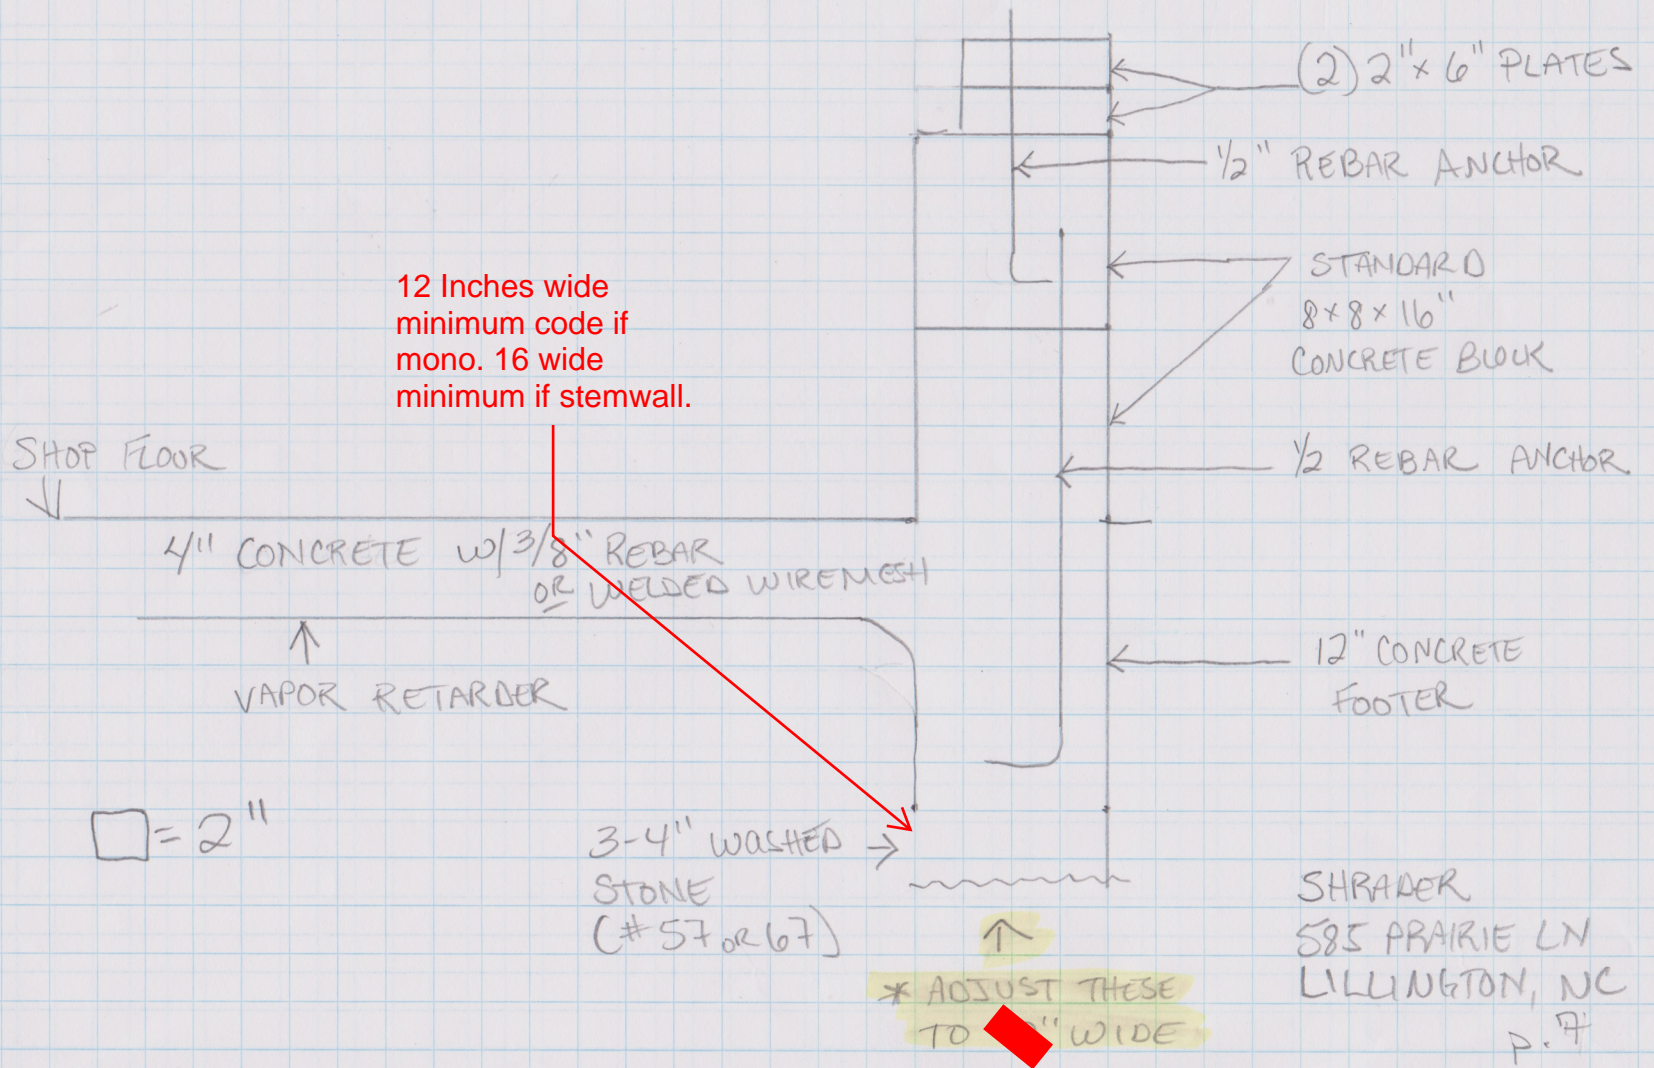 (2) 2"x 6" PLATES
1/2" REBAR ANCHOR
12 Inches wide
minimum code if
mono. 16 wide
minimum if stemwall.
STANDARD
8x8x16"
CONCRETE BLOCK
SHOP FLOOR
1/2 REBAR ANCHOR
4" CONCRETE W/ 3/8" REBAR
OR WELDED WIREMESH
12" CONCRETE
FOOTER
VAPOR RETARDER
= 2"
3-4" WASHED
STONE
(#57 OR 67)
* ADJUST THESE
TO " WIDE
SHRADER
585 PRAIRIE LN
LILLINGTON, NC
p. 7